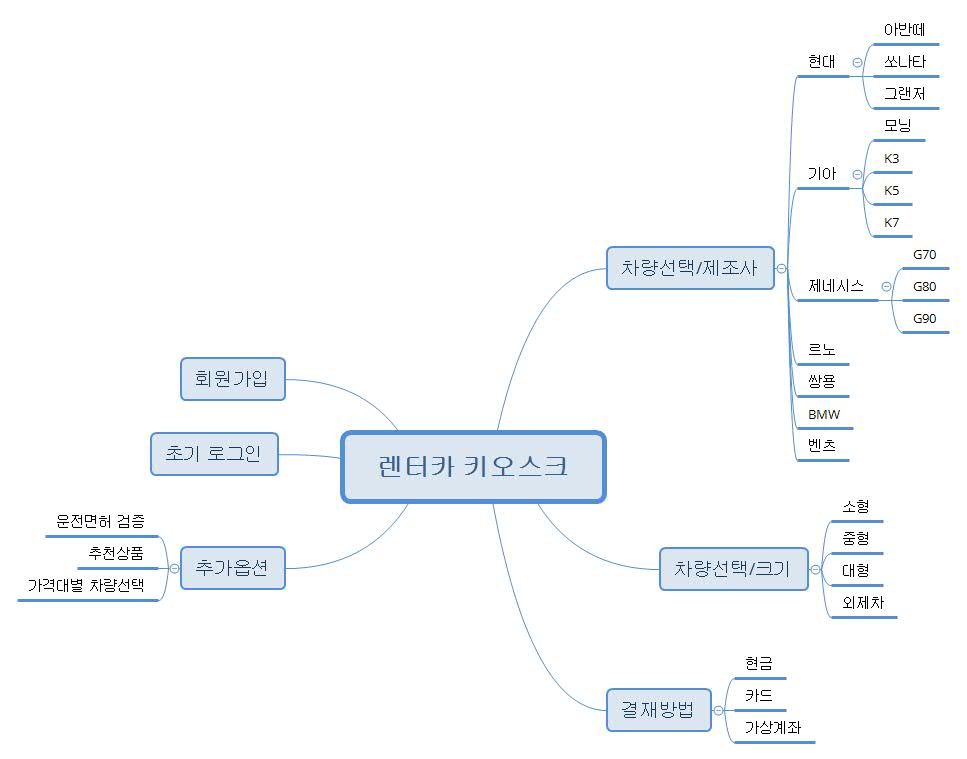 렌터카 키오스크
차량선택/제조사
현대
아반떼
쏘나타
그랜저
기아
모닝
K3
K5
K7
제네시스
G70
G80
G90
르노
쌍용
BMW
벤츠
차량선택/크기
소형
중형
대형
외제차
결재방법
현금
카드
가상계좌
회원가입
초기 로그인
추가옵션
운전면허 검증
추천상품
가격대별 차량선택